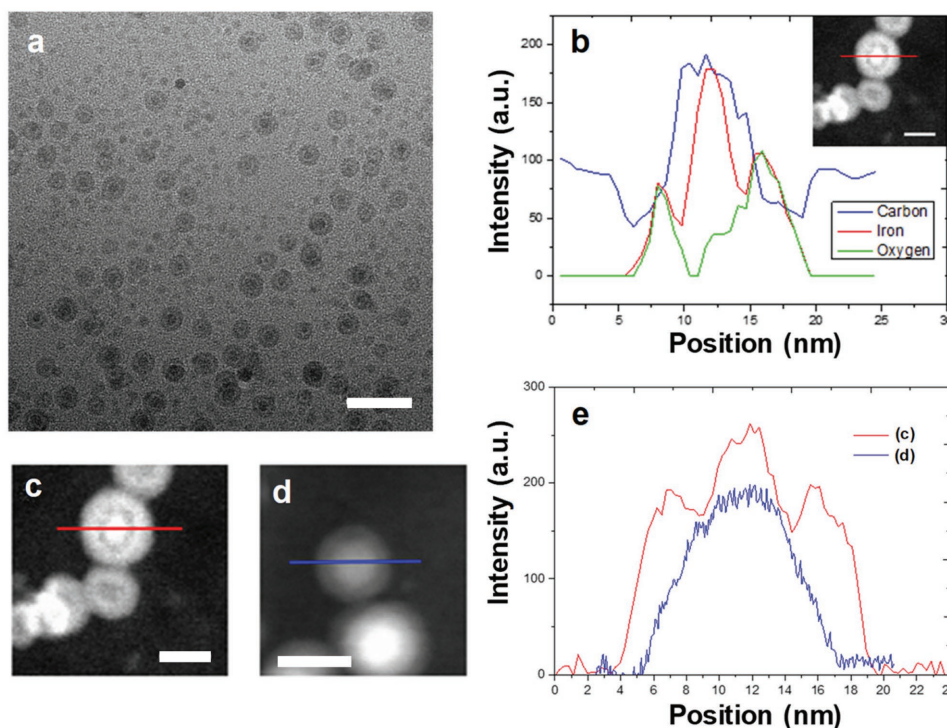 a
b
200
150
100
50
0
Intensity (a.u.)
Carbon
Iron
Oxygen
0 5 10 15 20 25 30
Position (nm)
c
d
e
300
200
100
0
Intensity (a.u.)
(c)
(d)
0 2 4 6 8 10 12 14 16 18 20 22
Position (nm)